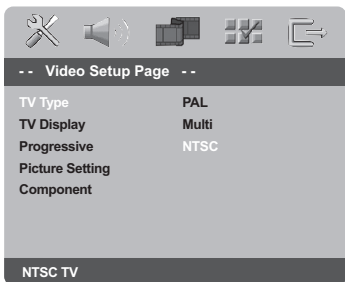 - - Video Setup Page - -
TV Type PAL
TV Display Multi
Progressive NTSC
Picture Setting
Component
NTSC TV